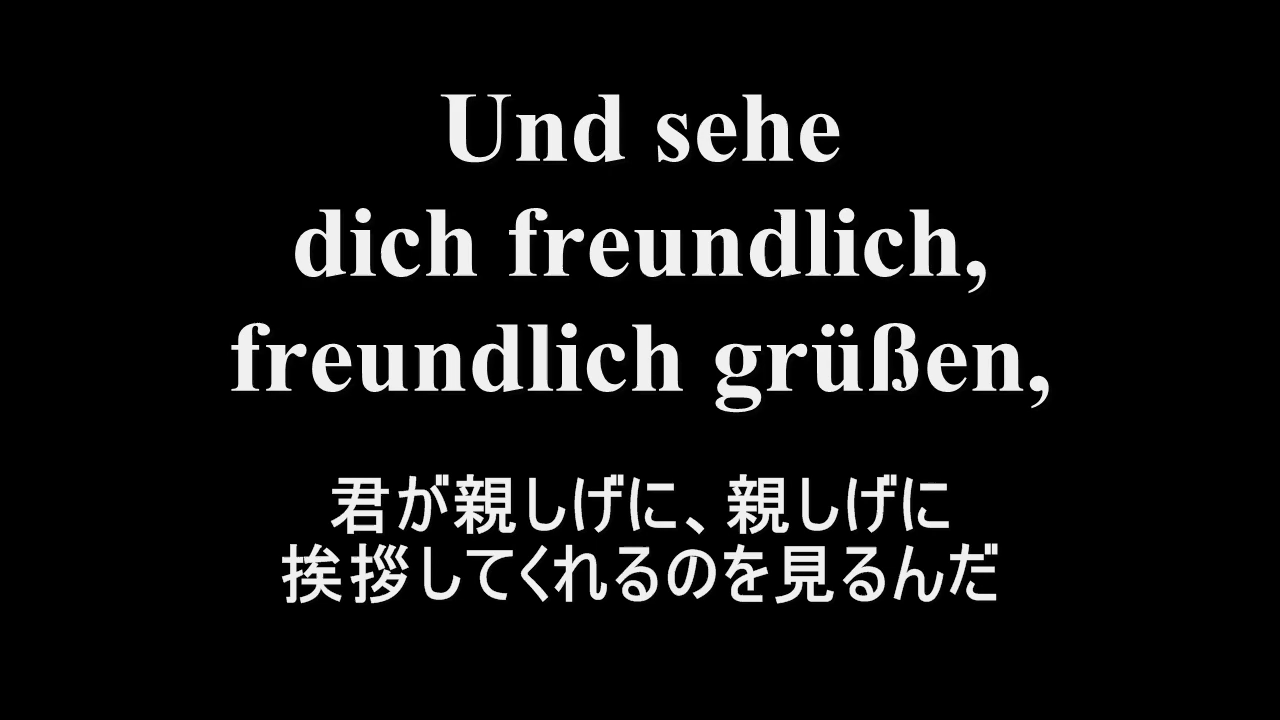 Und sehe
dich freundlich,
freundlich grüßen,
君が親しげに、親しげに
挨拶してくれるのを見るんだ